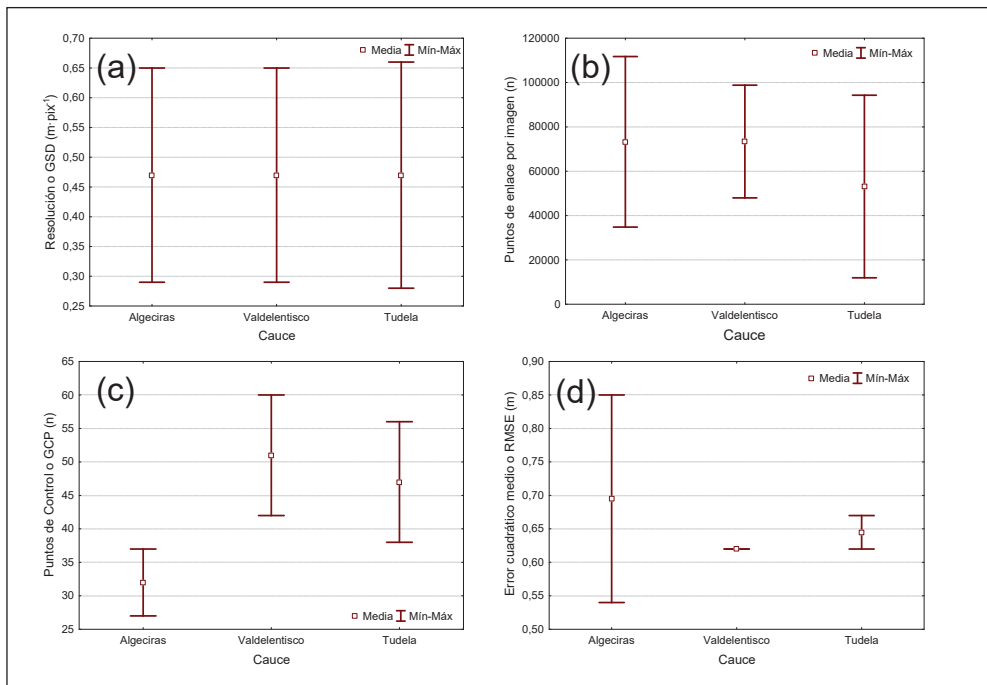 (a)
Media Mín-Máx
Resolución o GSD (m·pix⁻¹)
0,70
0,65
0,60
0,55
0,50
0,45
0,40
0,35
0,30
0,25
Algeciras Valdelentisco Tudela
Cauce
(b)
Media Mín-Máx
Puntos de enlace por imagen (n)
120000
100000
80000
60000
40000
20000
0
Algeciras Valdelentisco Tudela
Cauce
(c)
Puntos de Control o GCP (n)
65
60
55
50
45
40
35
30
25
Media Mín-Máx
Algeciras Valdelentisco Tudela
Cauce
(d)
Media Mín-Máx
Error cuadrático medio o RMSE (m)
0,90
0,85
0,80
0,75
0,70
0,65
0,60
0,55
0,50
Algeciras Valdelentisco Tudela
Cauce